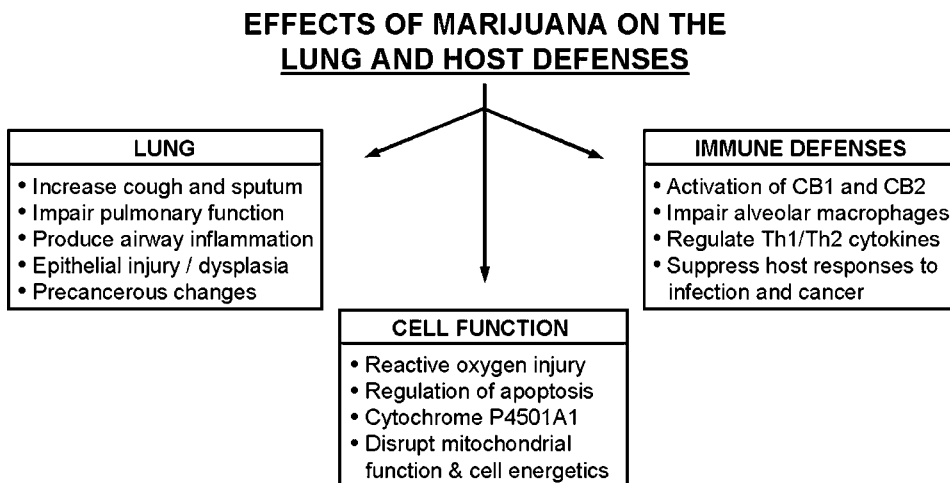 EFFECTS OF MARIJUANA ON THE
LUNG AND HOST DEFENSES
LUNG
• Increase cough and sputum
• Impair pulmonary function
• Produce airway inflammation
• Epithelial injury / dysplasia
• Precancerous changes
CELL FUNCTION
• Reactive oxygen injury
• Regulation of apoptosis
• Cytochrome P4501A1
• Disrupt mitochondrial
function & cell energetics
IMMUNE DEFENSES
• Activation of CB1 and CB2
• Impair alveolar macrophages
• Regulate Th1/Th2 cytokines
• Suppress host responses to
infection and cancer